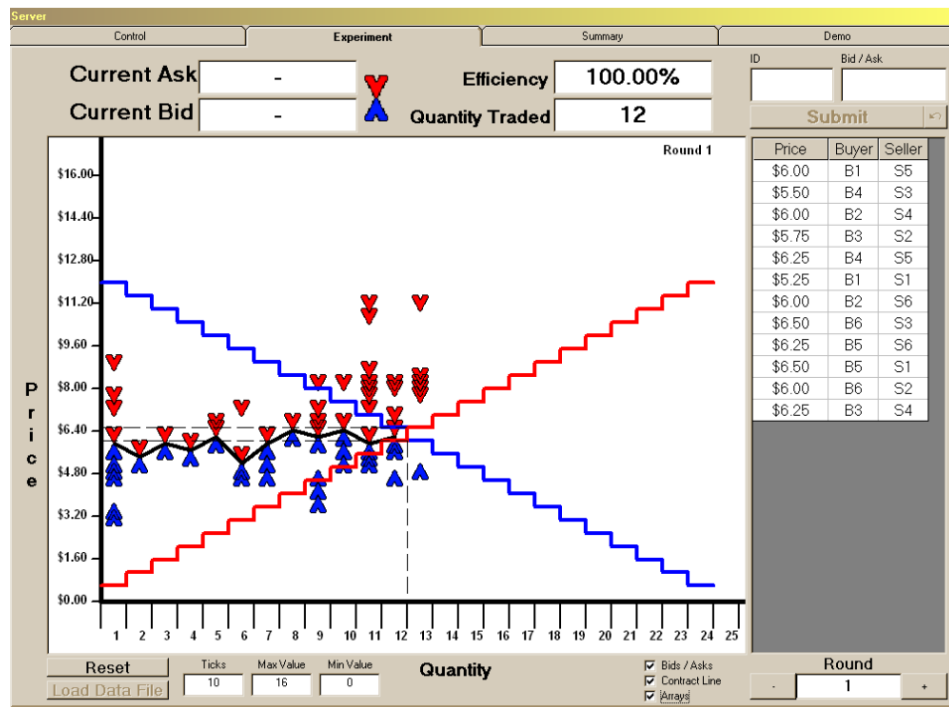 Server
Control Experiment Summary Demo
Current Ask -
Current Bid -
Efficiency 100.00%
Quantity Traded 12
ID Bid / Ask
Submit
Round 1
$16.00
$14.40
$12.80
$11.20
$9.60
$8.00
$6.40
$4.80
$3.20
$1.60
$0.00
Price
1 2 3 4 5 6 7 8 9 10 11 12 13 14 15 16 17 18 19 20 21 22 23 24 25
Quantity
Price Buyer Seller
$6.00 B1 S5
$5.50 B4 S3
$6.00 B2 S4
$5.75 B3 S2
$6.25 B4 S5
$5.25 B1 S1
$6.00 B2 S6
$6.50 B6 S3
$6.25 B5 S6
$6.50 B5 S1
$6.00 B6 S2
$6.25 B3 S4
Reset
Load Data File
Ticks
10
Max Value
16
Min Value
0
Bids / Asks
Contract Line
Arrays
Round
- 1 +